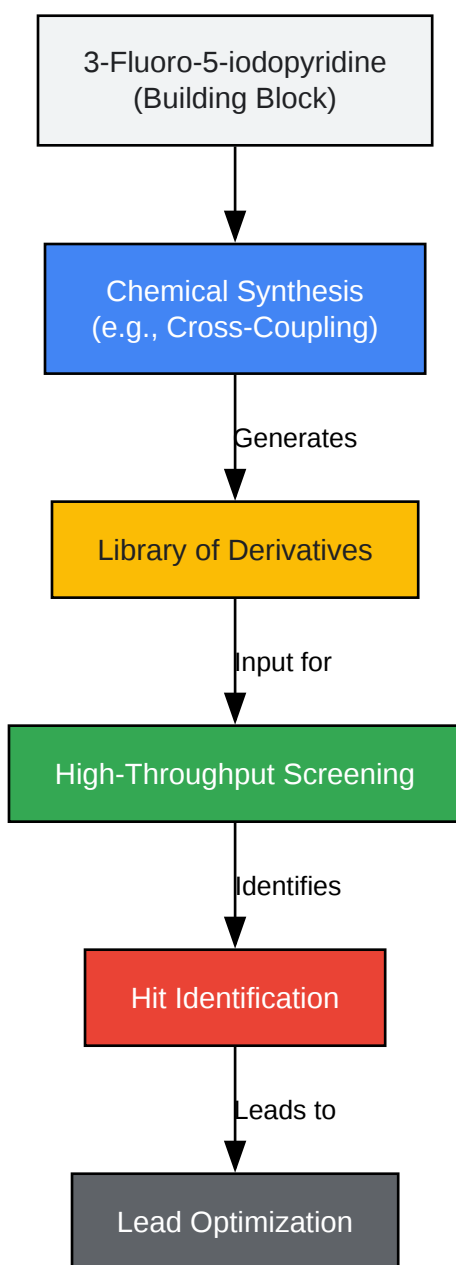 3-Fluoro-5-iodopyridine
(Building Block)
Chemical Synthesis
(e.g., Cross-Coupling)
Generates
Library of Derivatives
Input for
High-Throughput Screening
Identifies
Hit Identification
Leads to
Lead Optimization